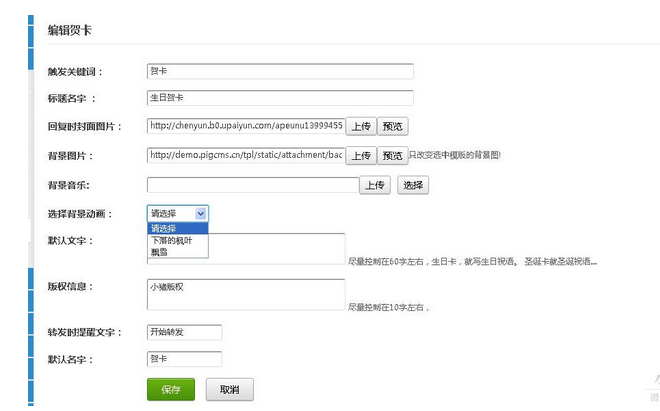 编辑贺卡
触发关键词： 贺卡
标题名字 ： 生日贺卡
回复时封面图片： http://chenyun.b0.upaiyun.com/apeunu13999455 上传 预览
背景图片： http://demo.pigcms.cn/tpl/static/attachment/bac 上传 预览 只改变选中模版的背景图!
背景音乐: 上传 选择
选择背景动画： 请选择
请选择
下落的枫叶
飘雪
默认文字： 尽量控制在60字左右，生日卡，就写生日祝语。 圣诞卡就圣诞祝语...
版权信息： 小猪版权
尽量控制在10字左右，
转发时提醒文字： 开始转发
默认名字： 贺卡
保存 取消